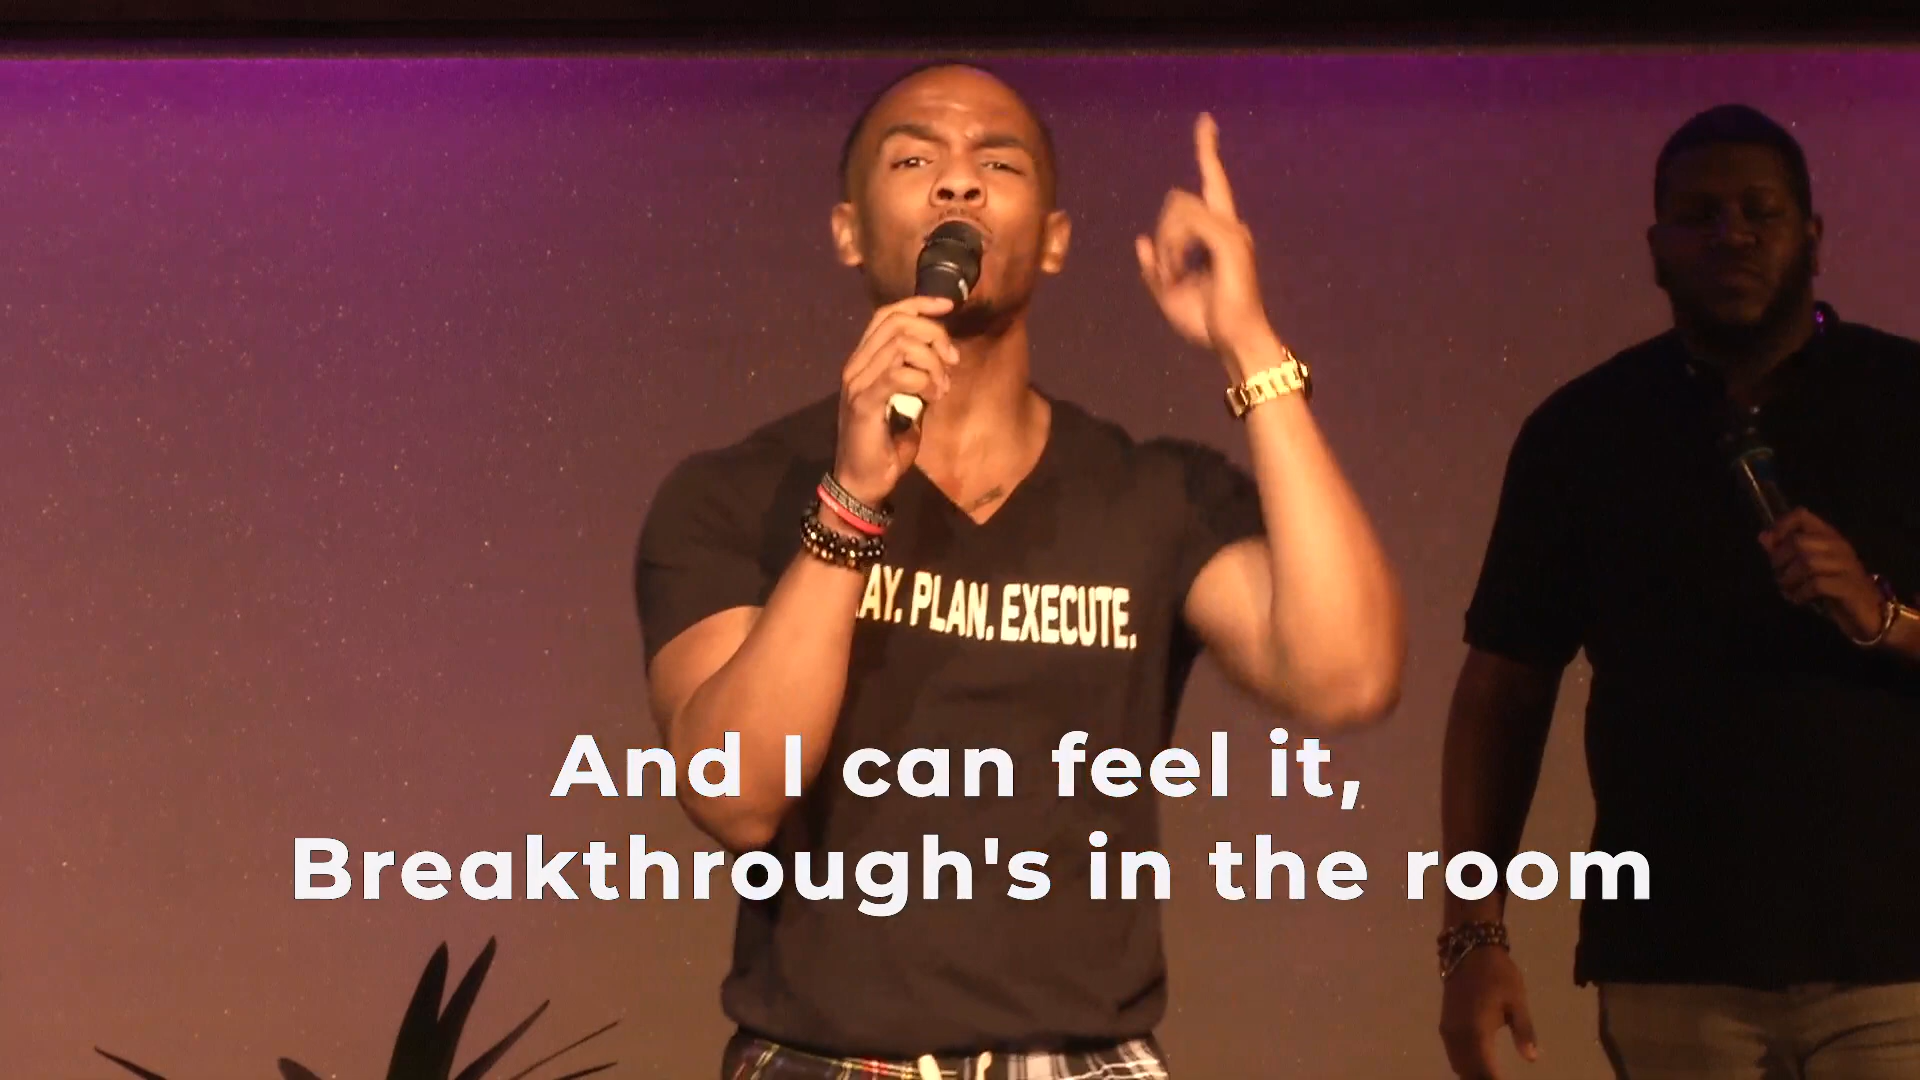 AY. PLAN. EXECUTE.
And I can feel it,
Breakthrough's in the room